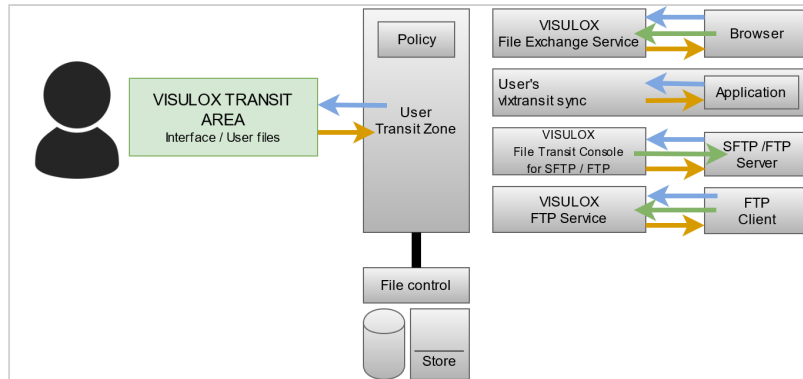 VISULOX TRANSIT
AREA
Interface / User files
Policy
User
Transit Zone
File control
Store
VISULOX
File Exchange Service
Browser
User's
vlxtransit sync
Application
VISULOX
File Transit Console
for SFTP / FTP
SFTP /FTP
Server
VISULOX
FTP Service
FTP
Client